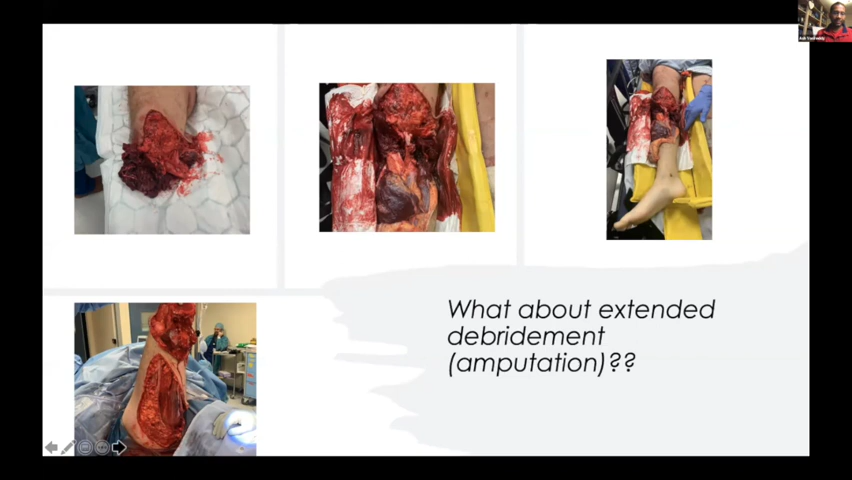 What about extended
debridement
(amputation)??